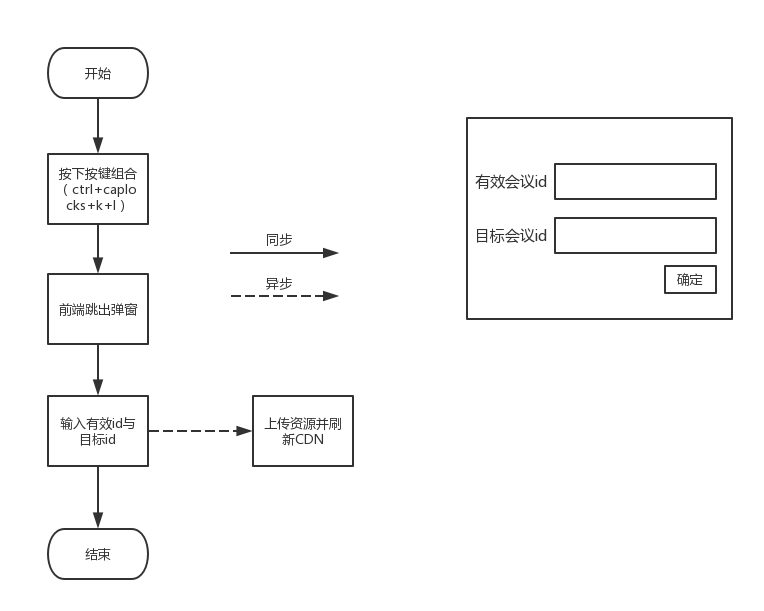 开始
按下按键组合
（ctrl+caplo
cks+k+l）
前端跳出弹窗
输入有效id与
目标id
上传资源并刷
新CDN
结束
同步
异步
有效会议id
目标会议id
确定